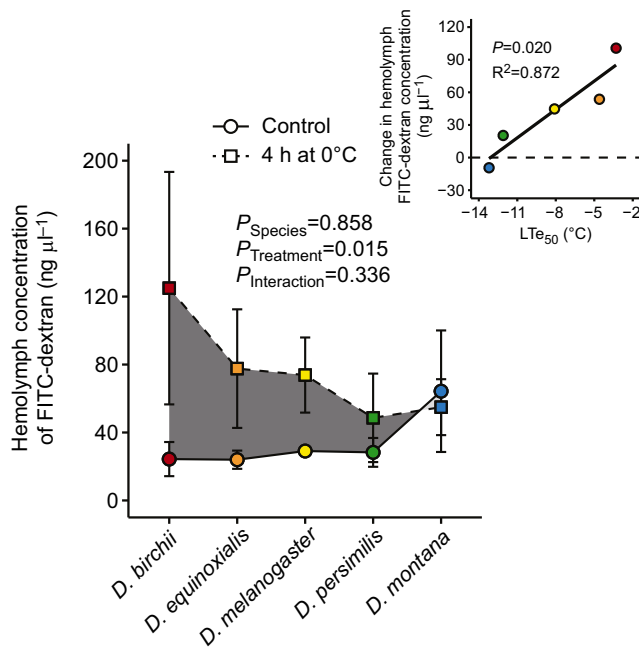 Change in hemolymph
FITC-dextran concentration
(ng μl–1)
120
90
60
30
0
–30
P=0.020
R2=0.872
–14
–11
–8
–5
–2
LTe50 (°C)
Control
4 h at 0°C
Hemolymph concentration
of FITC-dextran (ng μl–1)
200
160
120
80
40
0
PSpecies=0.858
PTreatment=0.015
PInteraction=0.336
D. birchii
D. equinoxialis
D. melanogaster
D. persimilis
D. montana